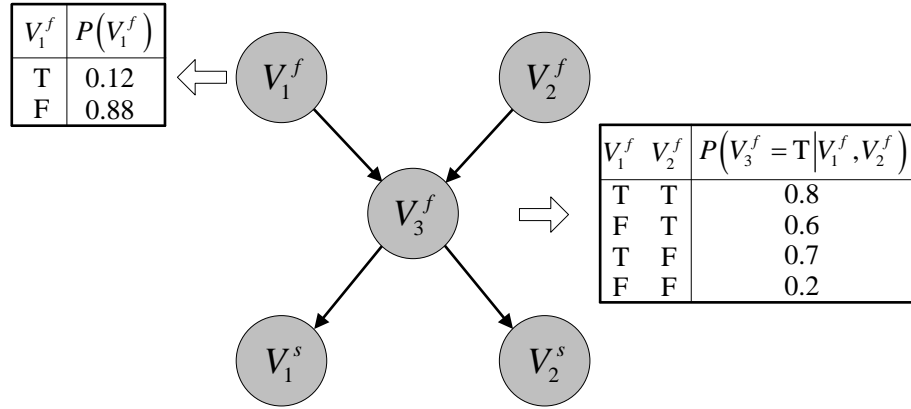 V_1^f P(V_1^f)
T 0.12
F 0.88
V_1^f
V_2^f
V_3^f
V_1^f V_2^f P(V_3^f = T|V_1^f, V_2^f)
T T 0.8
F T 0.6
T F 0.7
F F 0.2
V_1^s
V_2^s